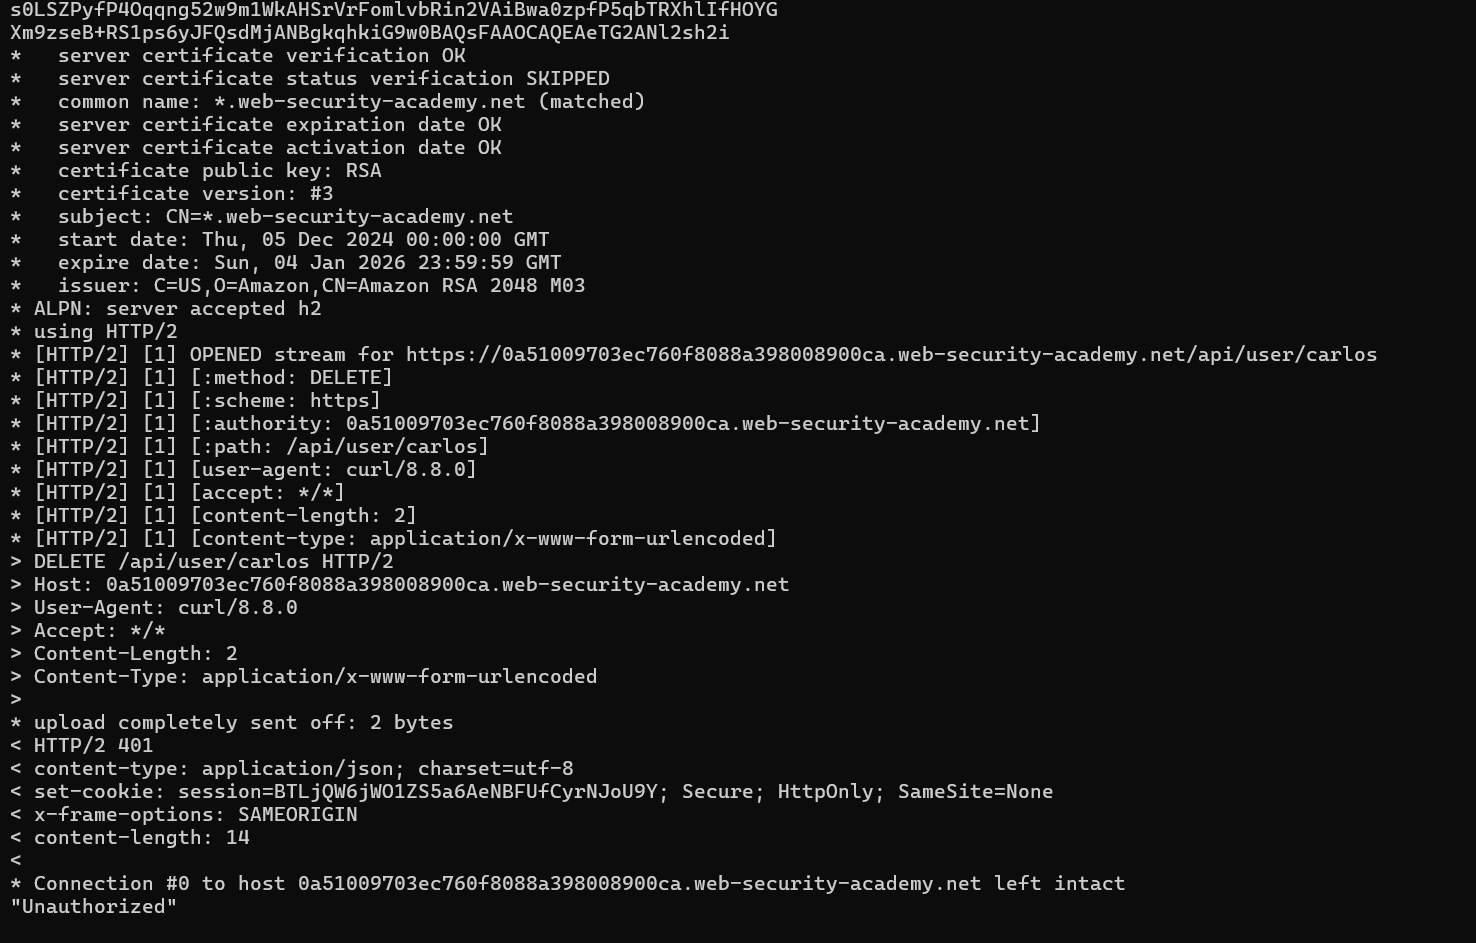 s0LSZPyfP4Oqqng52w9m1WkAHSrVrFomlvbRin2VAiBwa0zpfP5qbTRXhlIfHOYG
Xm9zseB+RS1ps6yJFQsdMjANBgkqhkiG9w0BAQsFAAOCAQEAeTG2ANl2sh2i
*   server certificate verification OK
*   server certificate status verification SKIPPED
*   common name: *.web-security-academy.net (matched)
*   server certificate expiration date OK
*   server certificate activation date OK
*   certificate public key: RSA
*   certificate version: #3
*   subject: CN=*.web-security-academy.net
*   start date: Thu, 05 Dec 2024 00:00:00 GMT
*   expire date: Sun, 04 Jan 2026 23:59:59 GMT
*   issuer: C=US,O=Amazon,CN=Amazon RSA 2048 M03
* ALPN: server accepted h2
* using HTTP/2
* [HTTP/2] [1] OPENED stream for https://0a51009703ec760f8088a398008900ca.web-security-academy.net/api/user/carlos
* [HTTP/2] [1] [:method: DELETE]
* [HTTP/2] [1] [:scheme: https]
* [HTTP/2] [1] [:authority: 0a51009703ec760f8088a398008900ca.web-security-academy.net]
* [HTTP/2] [1] [:path: /api/user/carlos]
* [HTTP/2] [1] [user-agent: curl/8.8.0]
* [HTTP/2] [1] [accept: */*]
* [HTTP/2] [1] [content-length: 2]
* [HTTP/2] [1] [content-type: application/x-www-form-urlencoded]
> DELETE /api/user/carlos HTTP/2
> Host: 0a51009703ec760f8088a398008900ca.web-security-academy.net
> User-Agent: curl/8.8.0
> Accept: */*
> Content-Length: 2
> Content-Type: application/x-www-form-urlencoded
>
* upload completely sent off: 2 bytes
< HTTP/2 401
< content-type: application/json; charset=utf-8
< set-cookie: session=BTLjQW6jWO1ZS5a6AeNBFUfCyrNJoU9Y; Secure; HttpOnly; SameSite=None
< x-frame-options: SAMEORIGIN
< content-length: 14
<
* Connection #0 to host 0a51009703ec760f8088a398008900ca.web-security-academy.net left intact
"Unauthorized"